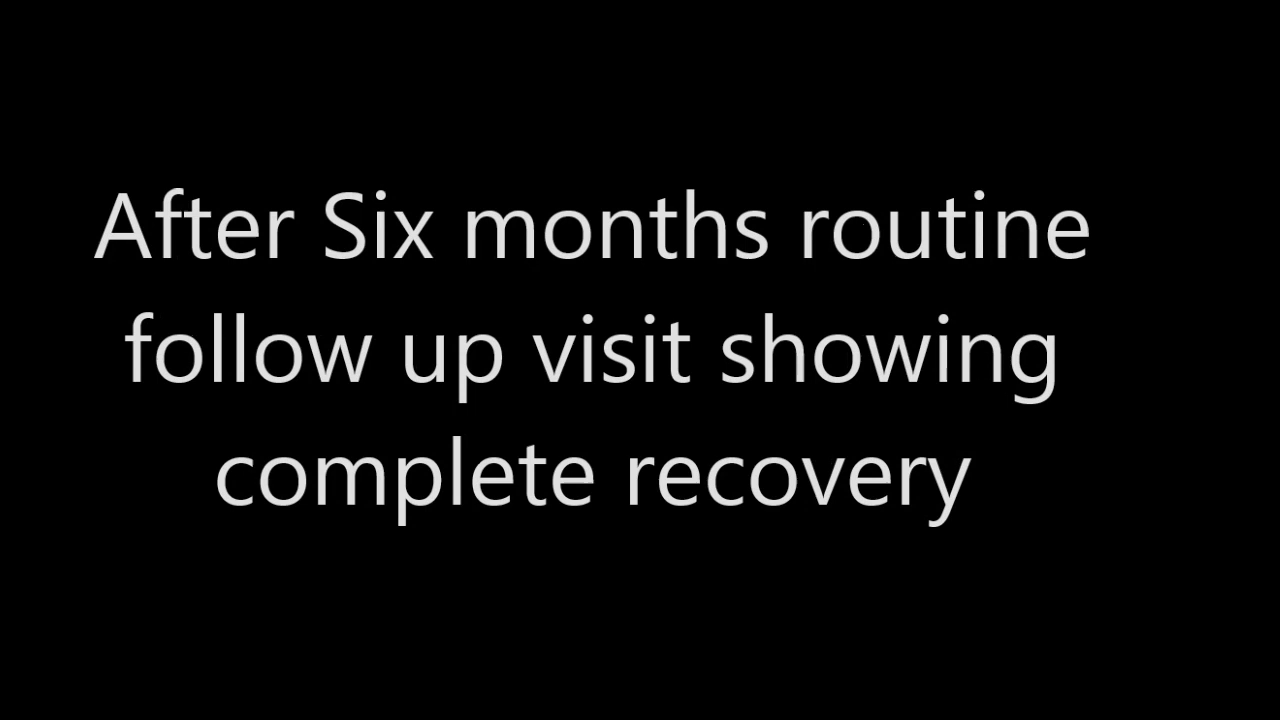 After Six months routine
follow up visit showing
complete recovery